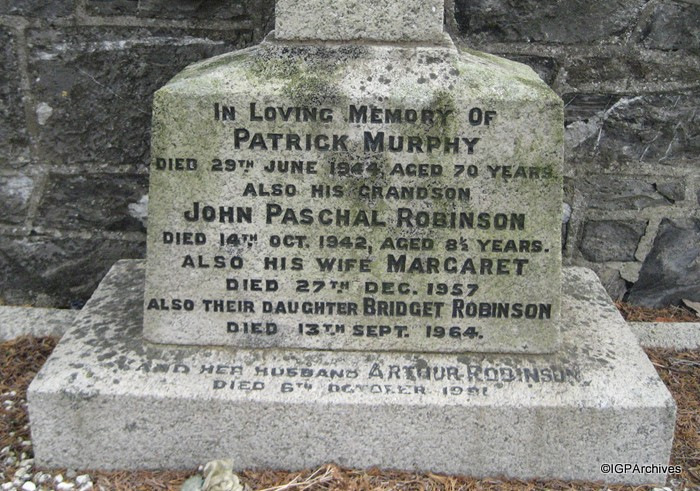 IN LOVING MEMORY OF
PATRICK MURPHY
DIED 29TH JUNE 1944, AGED 70 YEARS.
ALSO HIS GRANDSON
JOHN PASCHAL ROBINSON
DIED 14TH OCT. 1942, AGED 8½ YEARS.
ALSO HIS WIFE MARGARET
DIED 27TH DEC. 1957
ALSO THEIR DAUGHTER BRIDGET ROBINSON
DIED 13TH SEPT. 1964.
AND HER HUSBAND ARTHUR ROBINSON
DIED 6TH OCTOBER
©IGPArchives